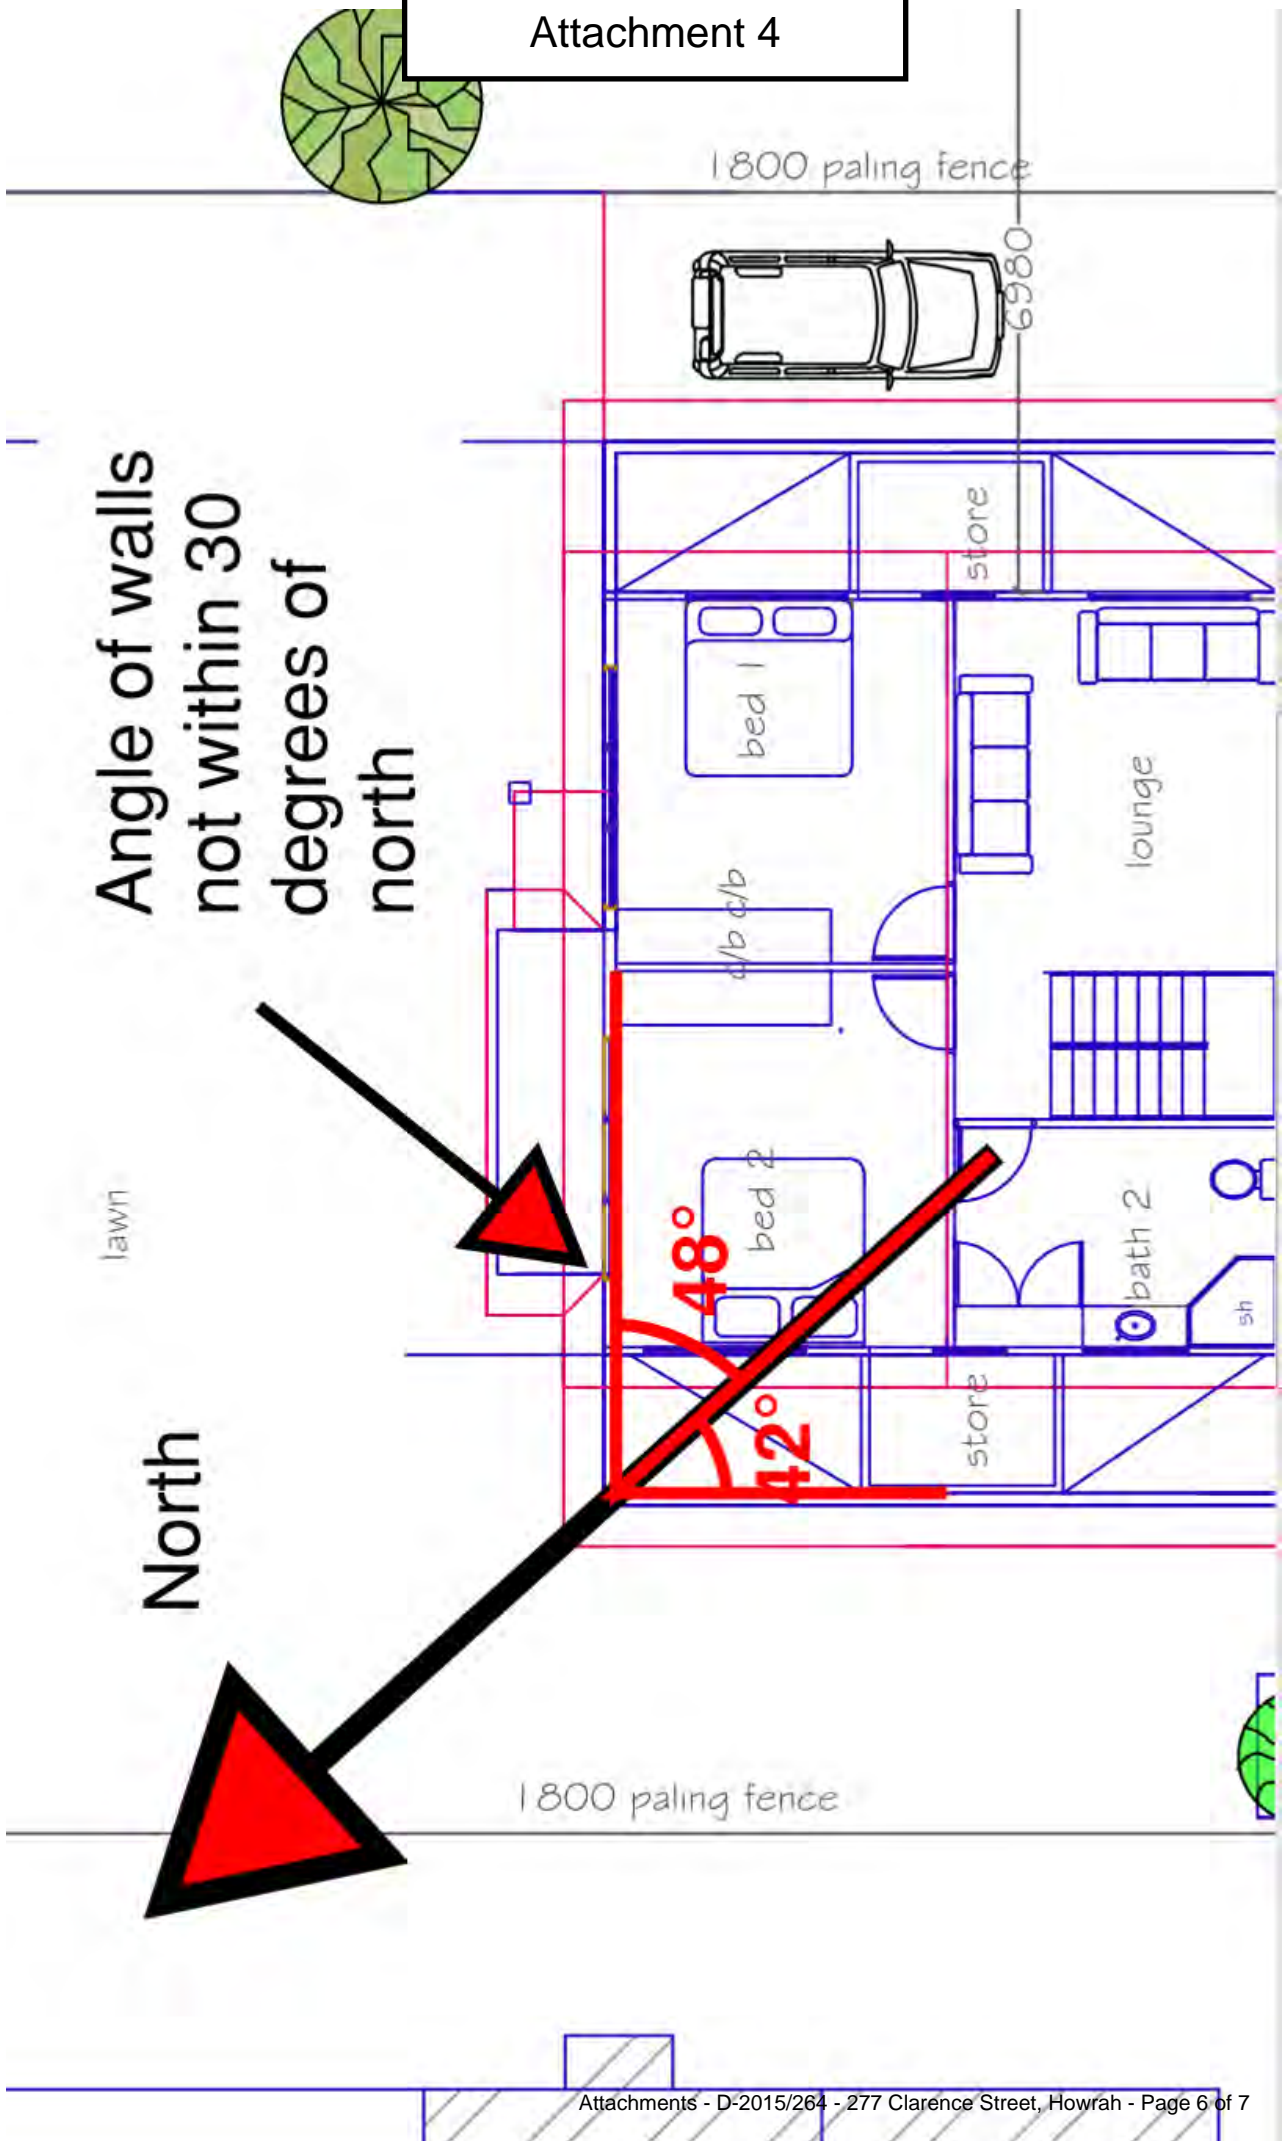 Attachment 4
1800 paling fence
6980
Angle of walls
not within 30
degrees of
north
store
bed 1
lounge
c/b c/b
lawn
bed 2
48°
bath 2
sh
42°
store
North
1800 paling fence
Attachments - D-2015/264 - 277 Clarence Street, Howrah - Page 6 of 7